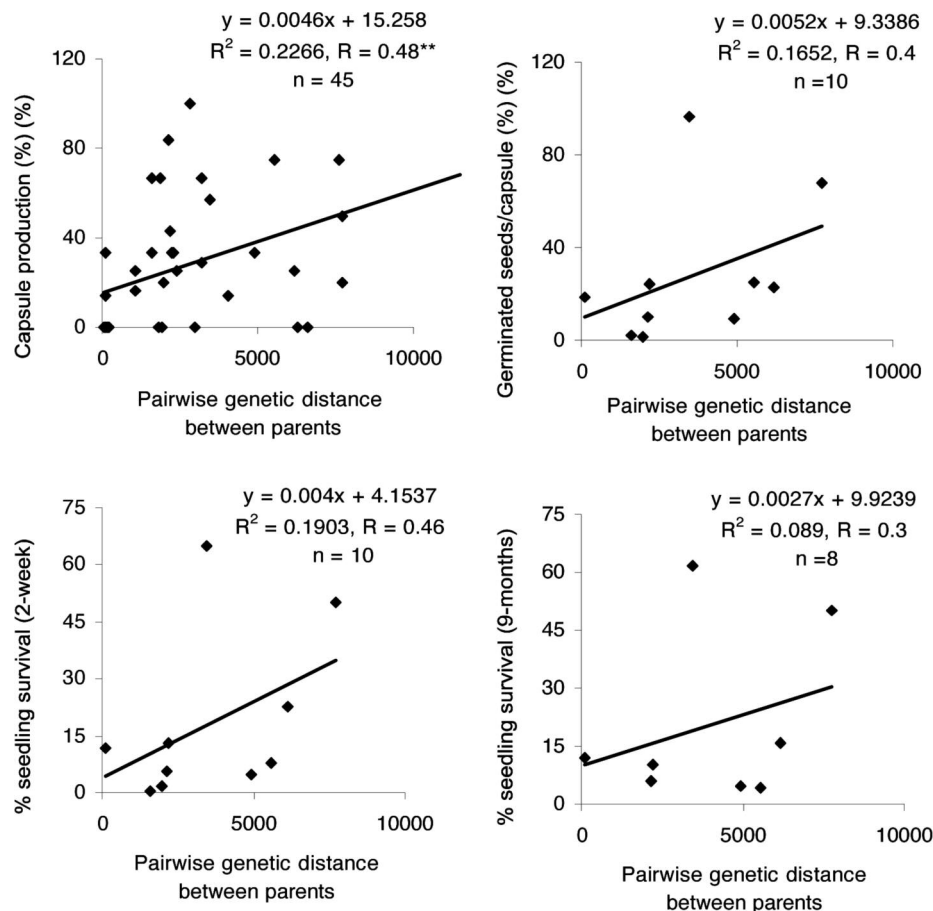 y = 0.0046x + 15.258
R² = 0.2266, R = 0.48**
n = 45
Capsule production (%) (%)
120
80
40
0
0
5000
10000
Pairwise genetic distance
between parents
y = 0.0052x + 9.3386
R² = 0.1652, R = 0.4
n =10
Germinated seeds/capsule (%) (%)
120
80
40
0
0
5000
10000
Pairwise genetic distance
between parents
y = 0.004x + 4.1537
R² = 0.1903, R = 0.46
n = 10
% seedling survival (2-week)
75
60
45
30
15
0
0
5000
10000
Pairwise genetic distance
between parents
y = 0.0027x + 9.9239
R² = 0.089, R = 0.3
n =8
% seedling survival (9-months)
75
60
45
30
15
0
0
5000
10000
Pairwise genetic distance
between parents